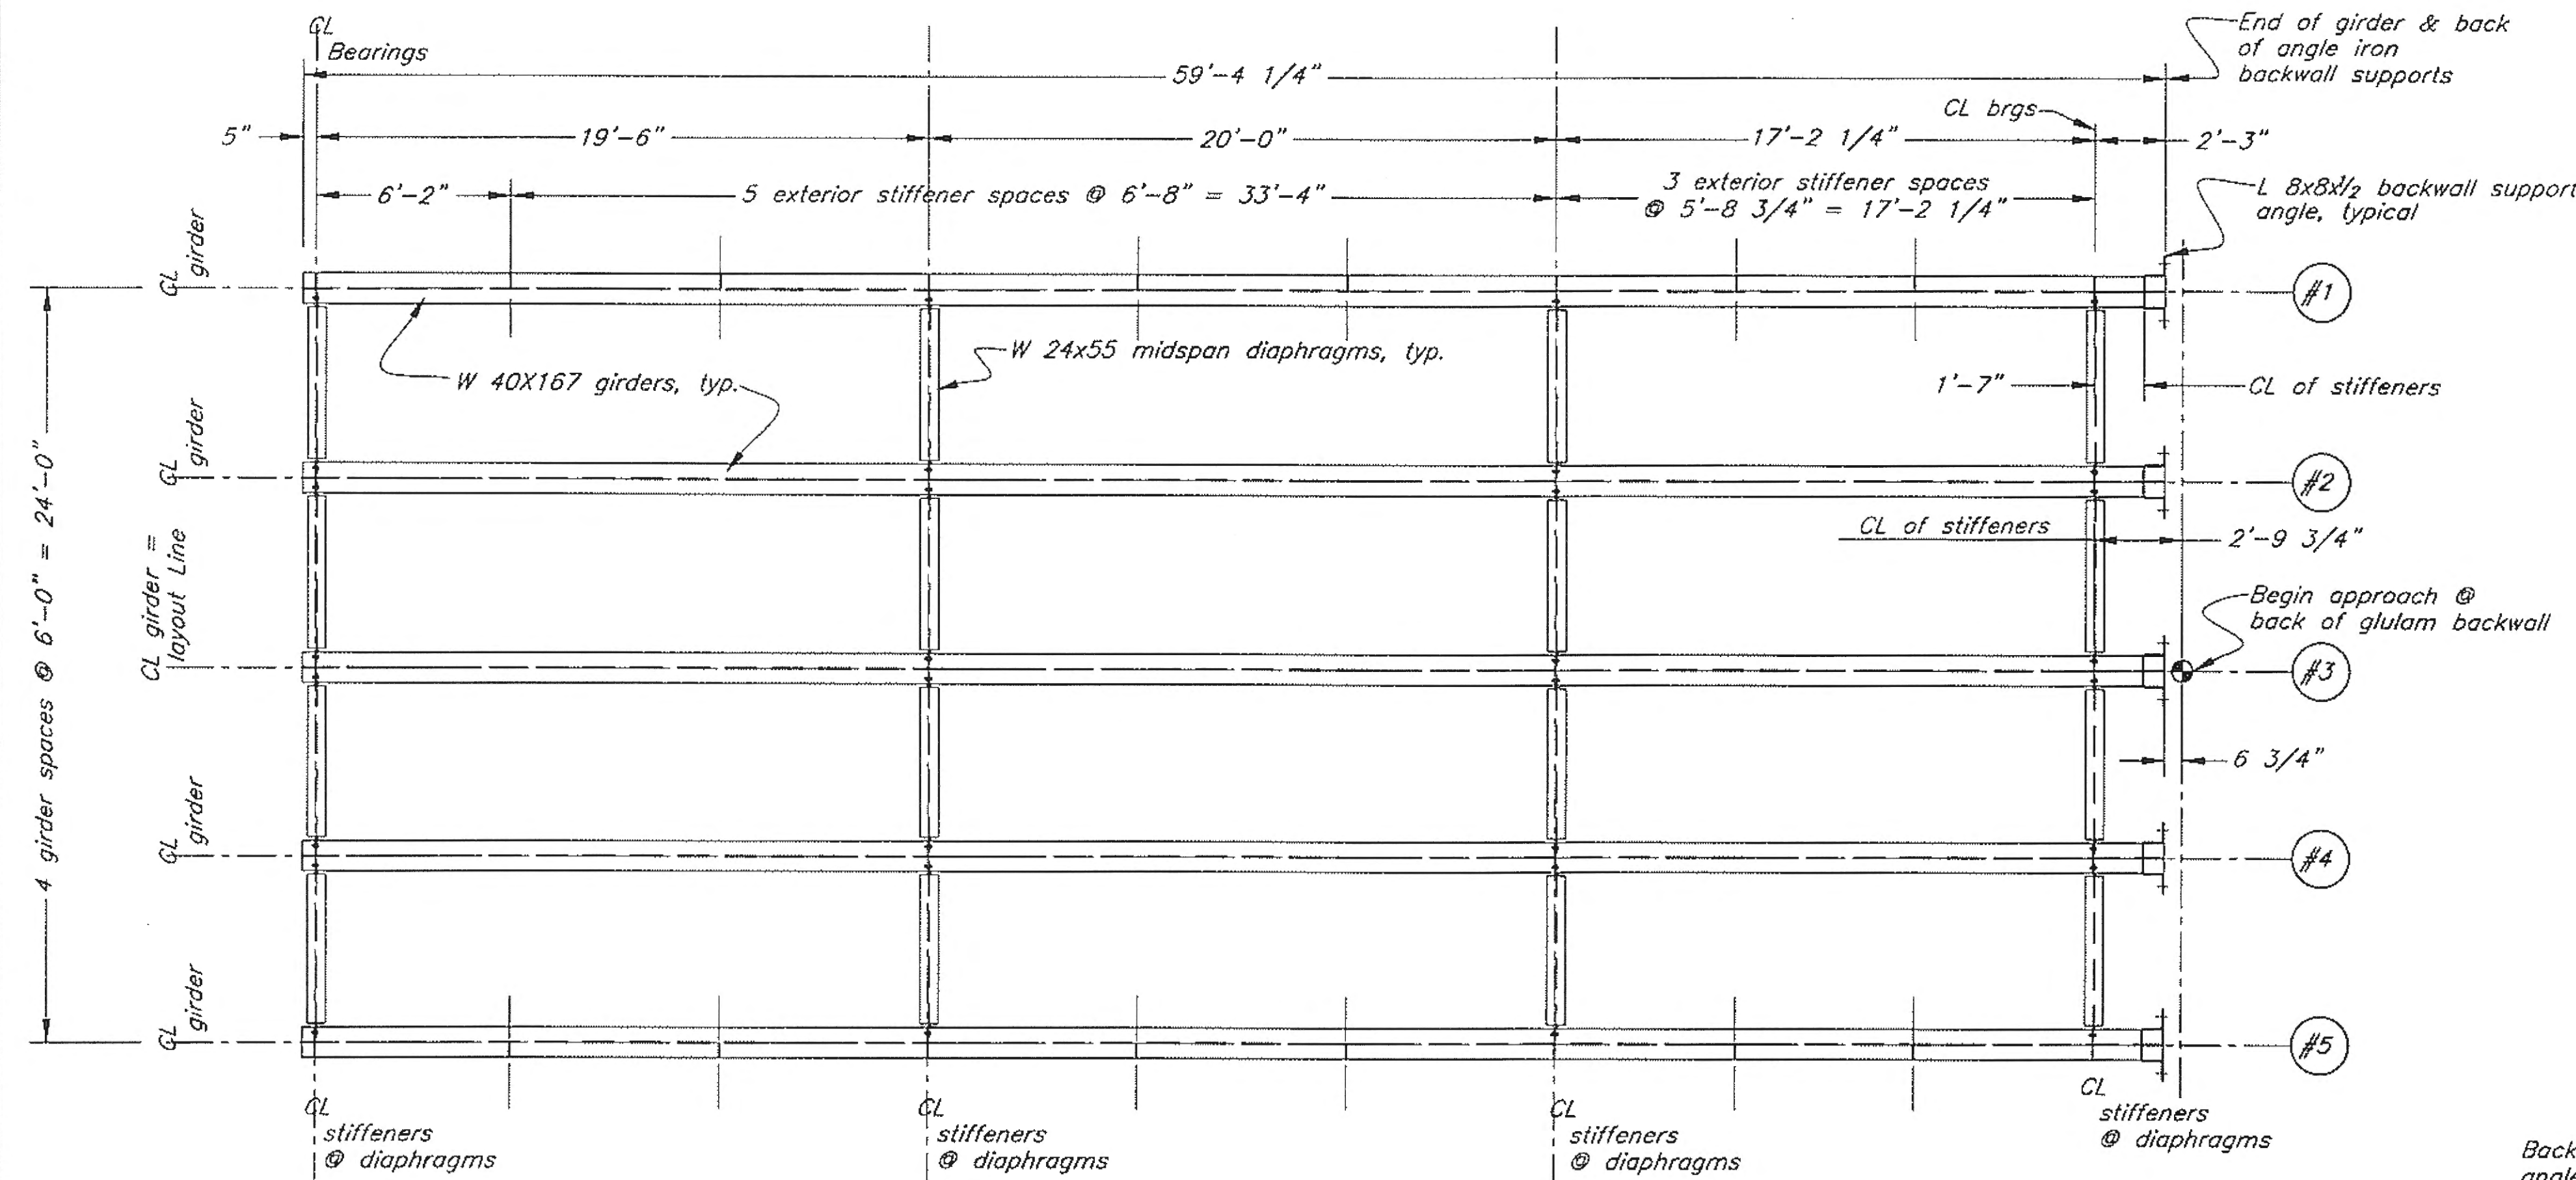 CL
Bearings
59'-4 1/4"
End of girder & back
of angle iron
backwall supports
5"
19'-6"
20'-0"
17'-2 1/4"
CL brgs
2'-3"
6'-2"
5 exterior stiffener spaces @ 6'-8" = 33'-4"
3 exterior stiffener spaces
@ 5'-8 3/4" = 17'-2 1/4"
L 8x8x1/2 backwall support
angle, typical
CL girder
#1
W 40X167 girders, typ.
W 24x55 midspan diaphragms, typ.
1'-7"
CL of stiffeners
CL girder
#2
CL of stiffeners
2'-9 3/4"
4 girder spaces @ 6'-0" = 24'-0"
CL girder =
layout Line
Begin approach @
back of glulam backwall
#3
6 3/4"
CL girder
#4
CL girder
#5
CL
stiffeners
@ diaphragms
CL
stiffeners
@ diaphragms
CL
stiffeners
@ diaphragms
CL
stiffeners
@ diaphragms
Back
angle